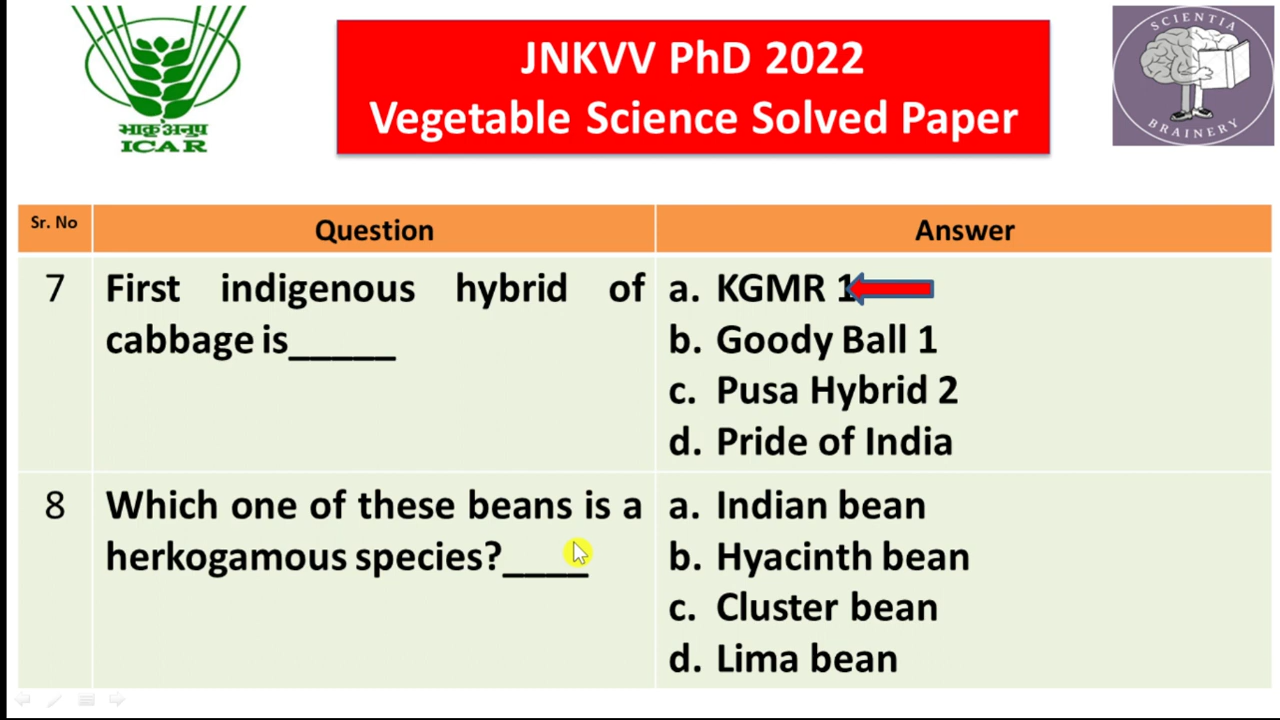 JNKVV PhD 2022
Vegetable Science Solved Paper
भाकृअनुप
ICAR
SCIENTIA
BRAINERY
Sr. No
Question
Answer
7
First indigenous hybrid of
cabbage is_____
a. KGMR 1
b. Goody Ball 1
c. Pusa Hybrid 2
d. Pride of India
8
Which one of these beans is a
herkogamous species?____
a. Indian bean
b. Hyacinth bean
c. Cluster bean
d. Lima bean